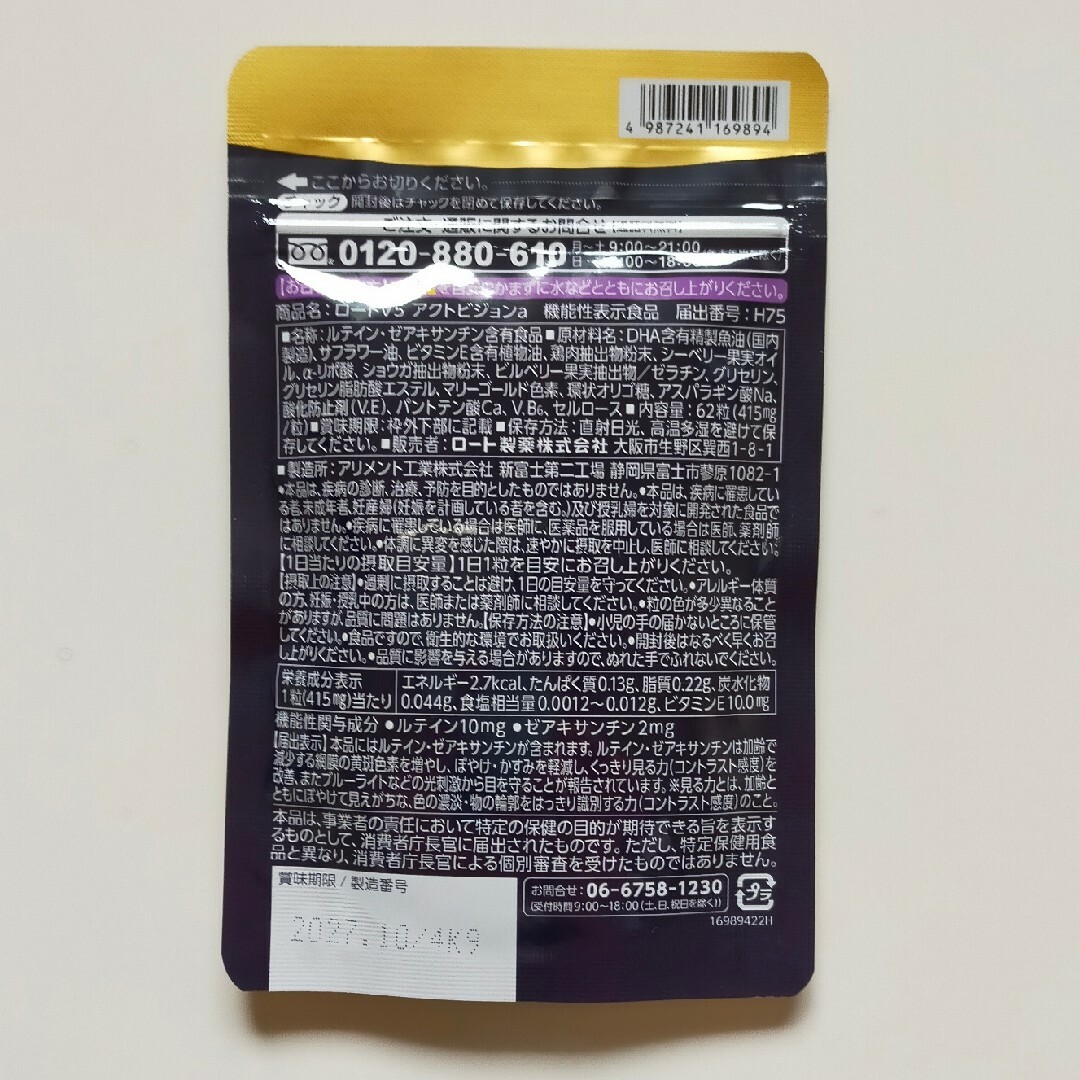 4 987241 169894
ここからお切りください。
チャック 開封後はチャックを閉めて保存してください。
ご注文・通販に関するお問合せ(通話料無料)
0120-880-610 月〜土9:00〜21:00
を目安にかまずに水などとともにお召し上がりください。】
商品名:ロートV5 アクトビジョンa 機能性表示食品 届出番号:H75
■名称:ルテイン・ゼアキサンチン含有食品■原材料名:DHA含有精製魚油(国内
製造)、サフラワー油、ビタミンE含有植物油、鶏肉抽出物粉末、シーベリー果実オイ
ル、α-リポ酸、ショウガ抽出物粉末、ビルベリー果実抽出物/ゼラチン、グリセリン、
グリセリン脂肪酸エステル、マリーゴールド色素、環状オリゴ糖、アスパラギン酸Na、
酸化防止剤(V.E)、パントテン酸Ca、V.B6、セルロース■内容量:62粒(415mg
/粒)■賞味期限:枠外下部に記載■保存方法:直射日光、高温多湿を避けて保
存してください。■販売者:ロート製薬株式会社 大阪市生野区巽西1-8-1
■製造所:アリメント工業株式会社 新富士第二工場 静岡県富士市蓼原1082-1
●本品は、疾病の診断、治療、予防を目的としたものではありません。●本品は、疾病に罹患してい
る者、未成年者、妊産婦(妊娠を計画している者を含む。)及び授乳婦を対象に開発された食品で
はありません。●疾病に罹患している場合は医師に、医薬品を服用している場合は医師、薬剤師
に相談してください。●体調に異変を感じた際は、速やかに摂取を中止し、医師に相談してください。
【1日当たりの摂取目安量】1日1粒を目安にお召し上がりください。
【摂取上の注意】●過剰に摂取することは避け、1日の目安量を守ってください。●アレルギー体質
の方、妊娠・授乳中の方は、医師または薬剤師に相談してください。●粒の色が多少異なること
がありますが、品質に問題はありません。【保存方法の注意】●小児の手の届かないところに保管
してください。●食品ですので、衛生的な環境でお取扱いください。●開封後はなるべく早くお召
し上がりください。●品質に影響を与える場合がありますので、ぬれた手でふれないでください。
栄養成分表示 エネルギー2.7kcal、たんぱく質0.13g、脂質0.22g、炭水化物
1粒(415mg)当たり 0.044g、食塩相当量0.0012〜0.012g、ビタミンE10.0mg
機能性関与成分 ●ルテイン10mg ●ゼアキサンチン2mg
【届出表示】本品にはルテイン・ゼアキサンチンが含まれます。ルテイン・ゼアキサンチンは加齢で
減少する網膜の黄斑色素を増やし、ぼやけ・かすみを軽減し、くっきり見る力(コントラスト感度)を
改善、またブルーライトなどの光刺激から目を守ることが報告されています。※見る力とは、加齢と
ともにぼやけて見えがちな、色の濃淡・物の輪郭をはっきり識別する力(コントラスト感度)のこと。
本品は、事業者の責任において特定の保健の目的が期待できる旨を表示す
るものとして、消費者庁長官に届出されたものです。ただし、特定保健用食
品と異なり、消費者庁長官による個別審査を受けたものではありません。
賞味期限/製造番号
2027.10/4K9
お問合せ:06-6758-1230
(受付時間9:00〜18:00(土、日、祝日を除く))
プラ
16989422H